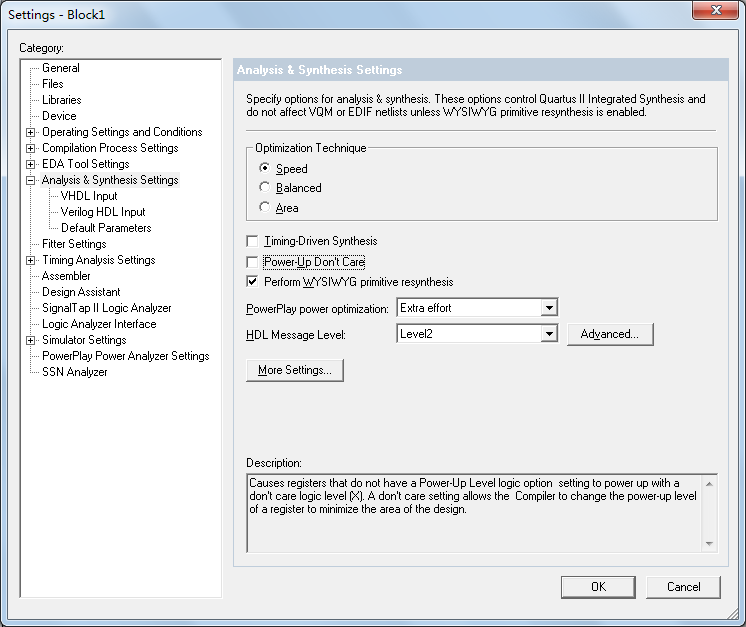 Settings - Block1
Category:
General
Files
Libraries
Device
Operating Settings and Conditions
Compilation Process Settings
EDA Tool Settings
Analysis & Synthesis Settings
VHDL Input
Verilog HDL Input
Default Parameters
Fitter Settings
Timing Analysis Settings
Assembler
Design Assistant
SignalTap II Logic Analyzer
Logic Analyzer Interface
Simulator Settings
PowerPlay Power Analyzer Settings
SSN Analyzer
Analysis & Synthesis Settings
Specify options for analysis & synthesis. These options control Quartus II Integrated Synthesis and
do not affect VQM or EDIF netlists unless WYSIWYG primitive resynthesis is enabled.
Optimization Technique
Speed
Balanced
Area
Timing-Driven Synthesis
Power-Up Don't Care
Perform WYSIWYG primitive resynthesis
PowerPlay power optimization: Extra effort
HDL Message Level: Level2 Advanced...
More Settings...
Description:
Causes registers that do not have a Power-Up Level logic option  setting to power up with a
don't care logic level (X). A don't care setting allows the  Compiler to change the power-up level
of a register to minimize the area of the design.
OK Cancel